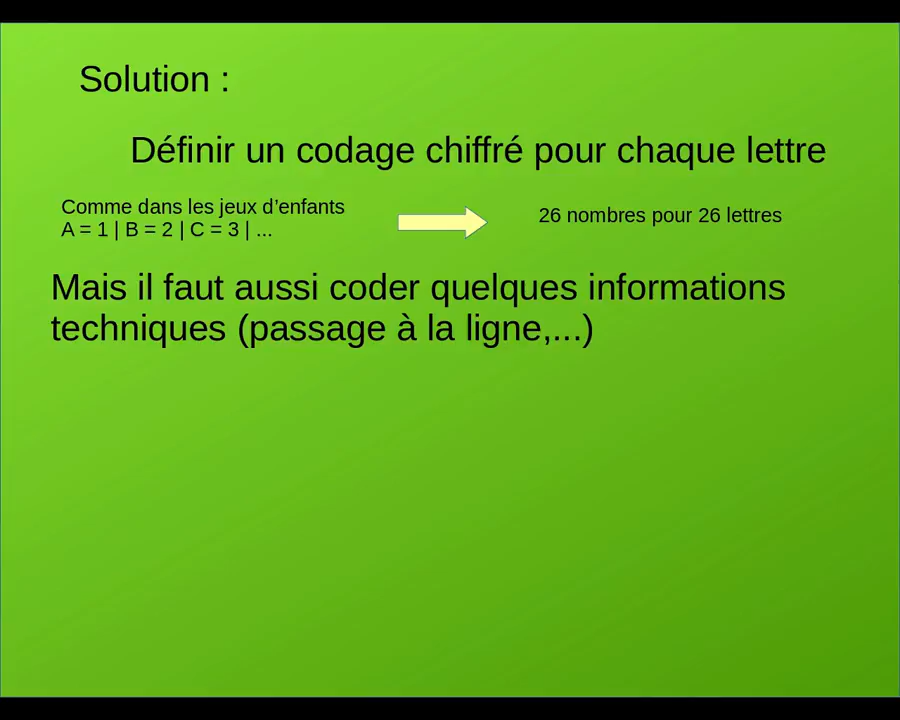 Solution :
Définir un codage chiffré pour chaque lettre
Comme dans les jeux d’enfants
A = 1 | B = 2 | C = 3 | ...
26 nombres pour 26 lettres
Mais il faut aussi coder quelques informations
techniques (passage à la ligne,...)